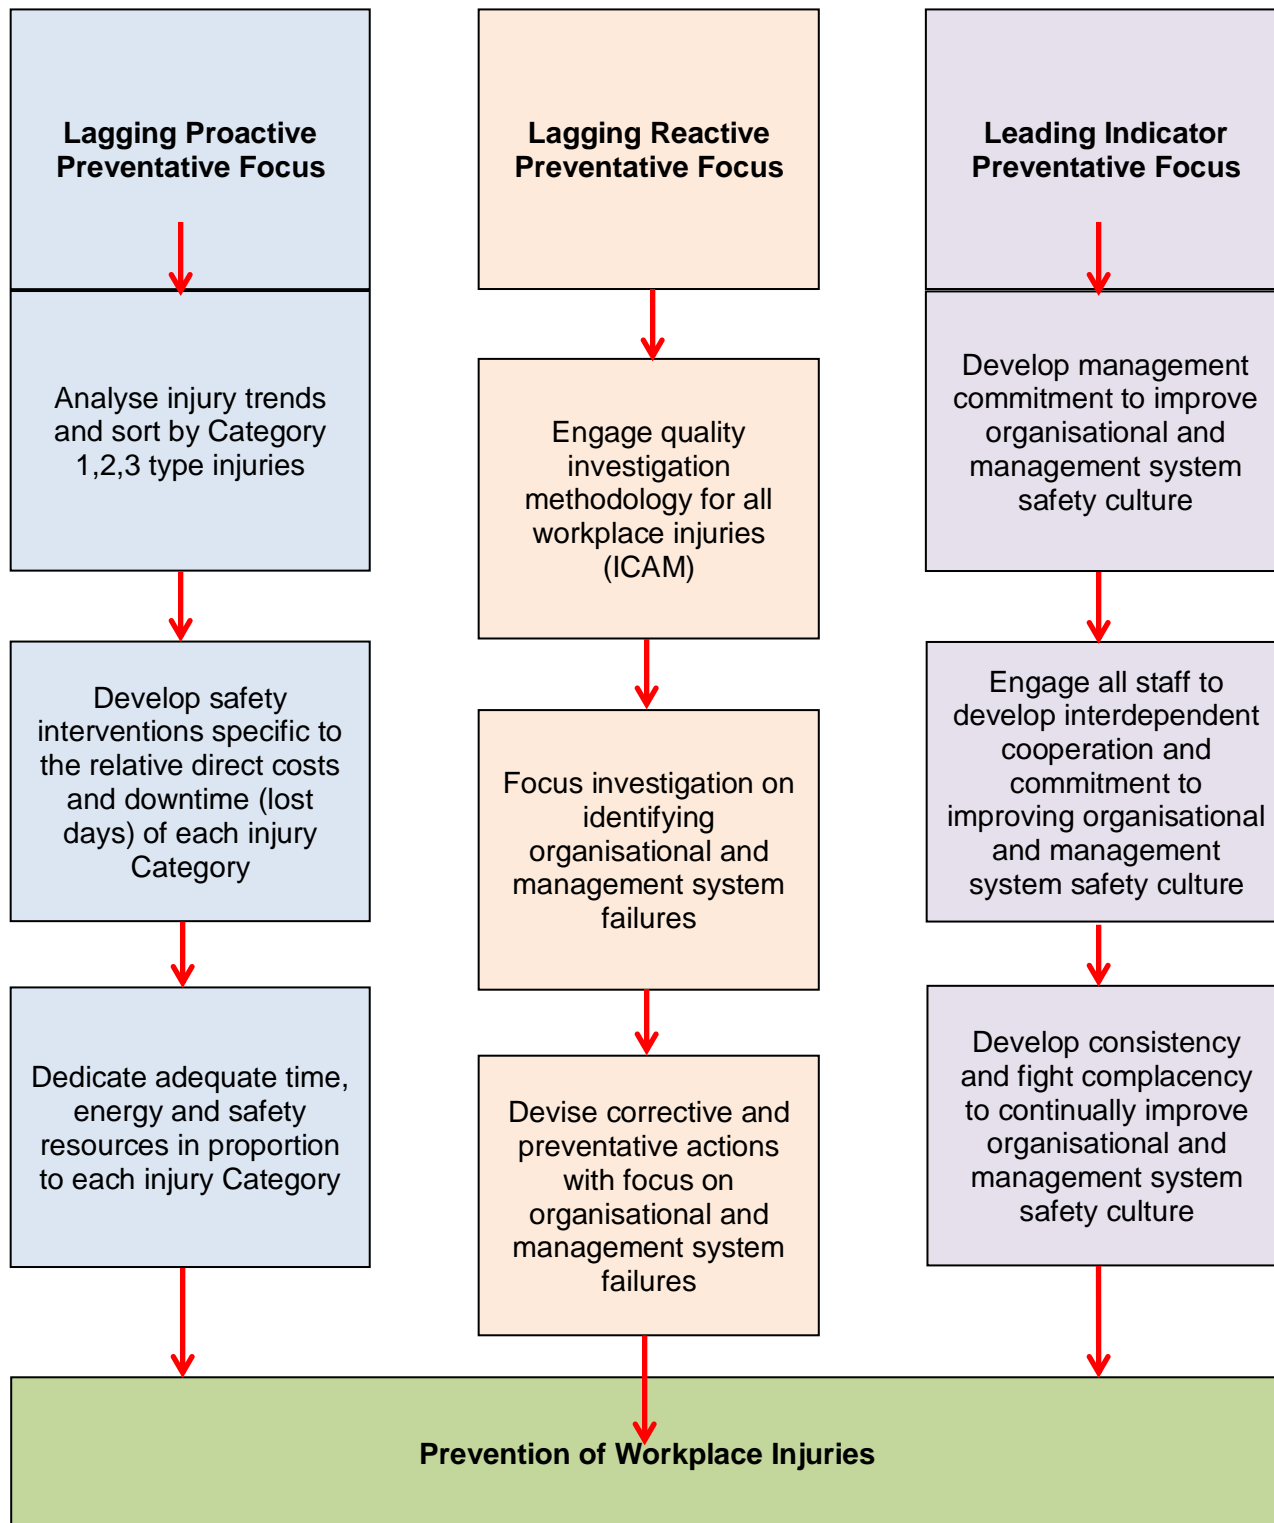 Lagging Proactive
Preventative Focus
Analyse injury trends
and sort by Category
1,2,3 type injuries
Develop safety
interventions specific to
the relative direct costs
and downtime (lost
days) of each injury
Category
Dedicate adequate time,
energy and safety
resources in proportion
to each injury Category
Lagging Reactive
Preventative Focus
Engage quality
investigation
methodology for all
workplace injuries
(ICAM)
Focus investigation on
identifying
organisational and
management system
failures
Devise corrective and
preventative actions
with focus on
organisational and
management system
failures
Leading Indicator
Preventative Focus
Develop management
commitment to improve
organisational and
management system
safety culture
Engage all staff to
develop interdependent
cooperation and
commitment to
improving organisational
and management
system safety culture
Develop consistency
and fight complacency
to continually improve
organisational and
management system
safety culture
Prevention of Workplace Injuries